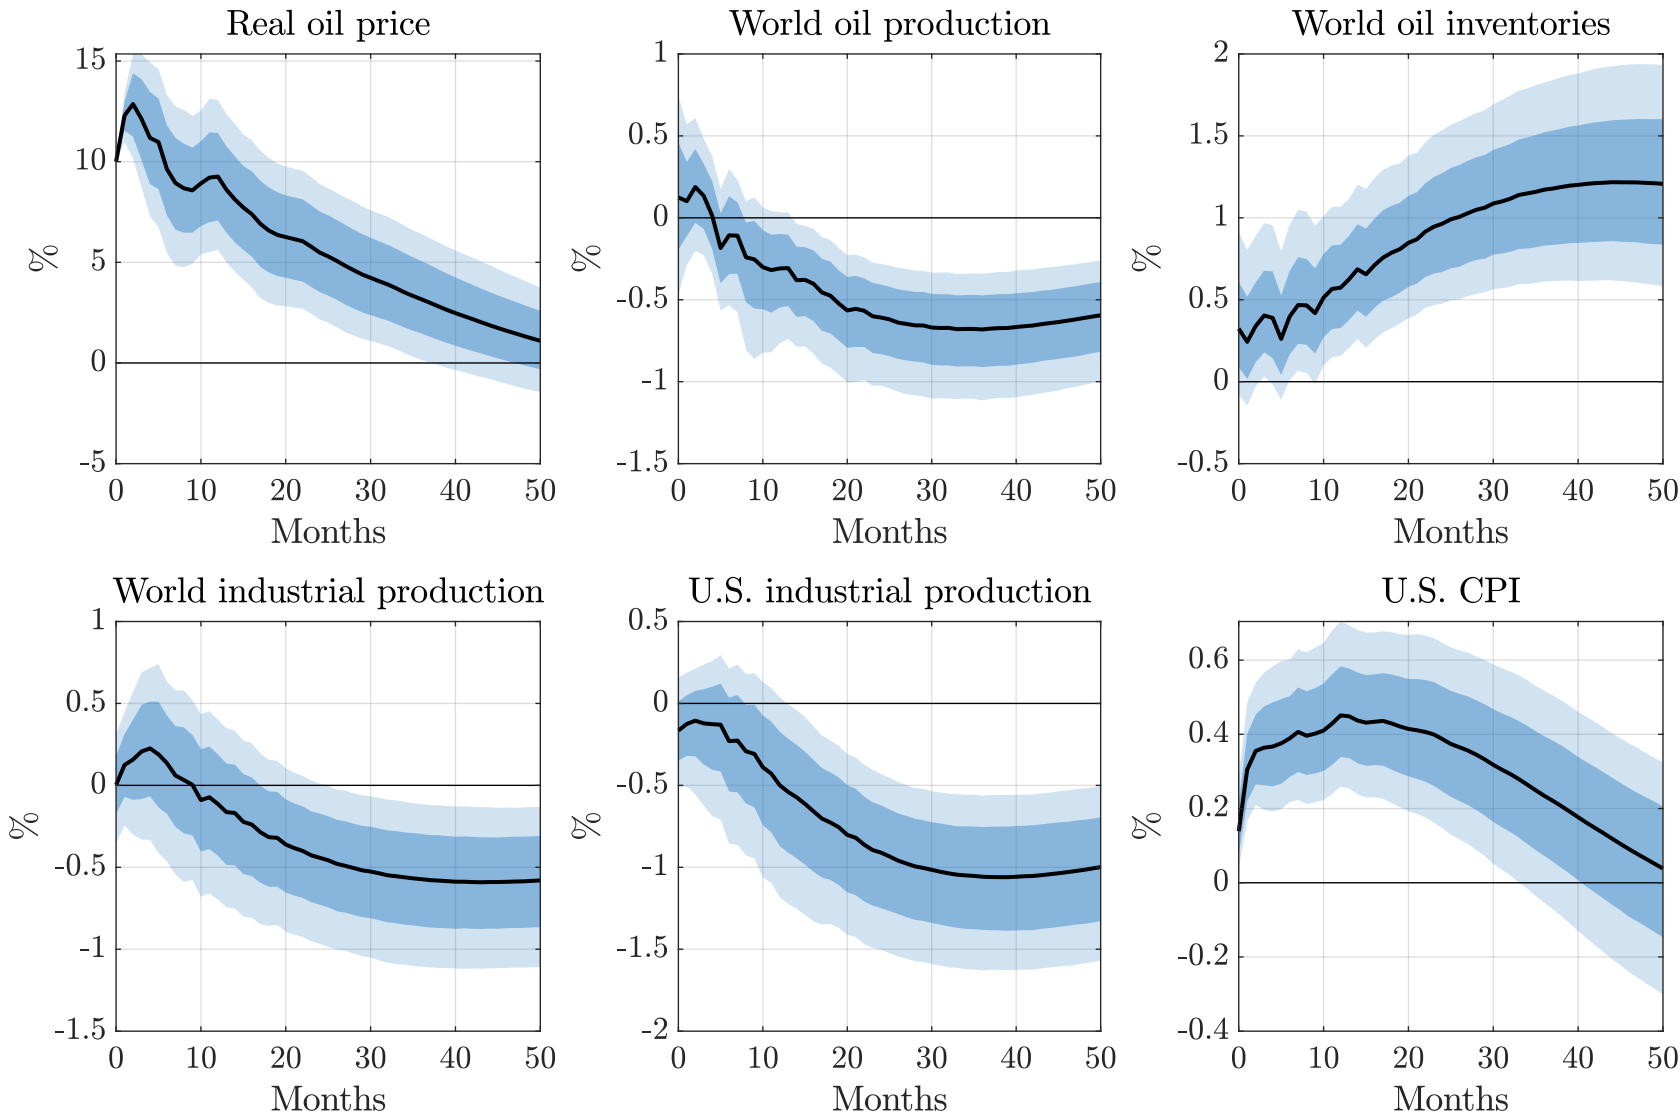 Real oil price
World oil production
World oil inventories
15
10
5
0
-5
%
0 10 20 30 40 50
Months
1
0.5
0
-0.5
-1
-1.5
%
0 10 20 30 40 50
Months
2
1.5
1
0.5
0
-0.5
%
0 10 20 30 40 50
Months
World industrial production
U.S. industrial production
U.S. CPI
1
0.5
0
-0.5
-1
-1.5
%
0 10 20 30 40 50
Months
0.5
0
-0.5
-1
-1.5
-2
%
0 10 20 30 40 50
Months
0.6
0.4
0.2
0
-0.2
-0.4
%
0 10 20 30 40 50
Months